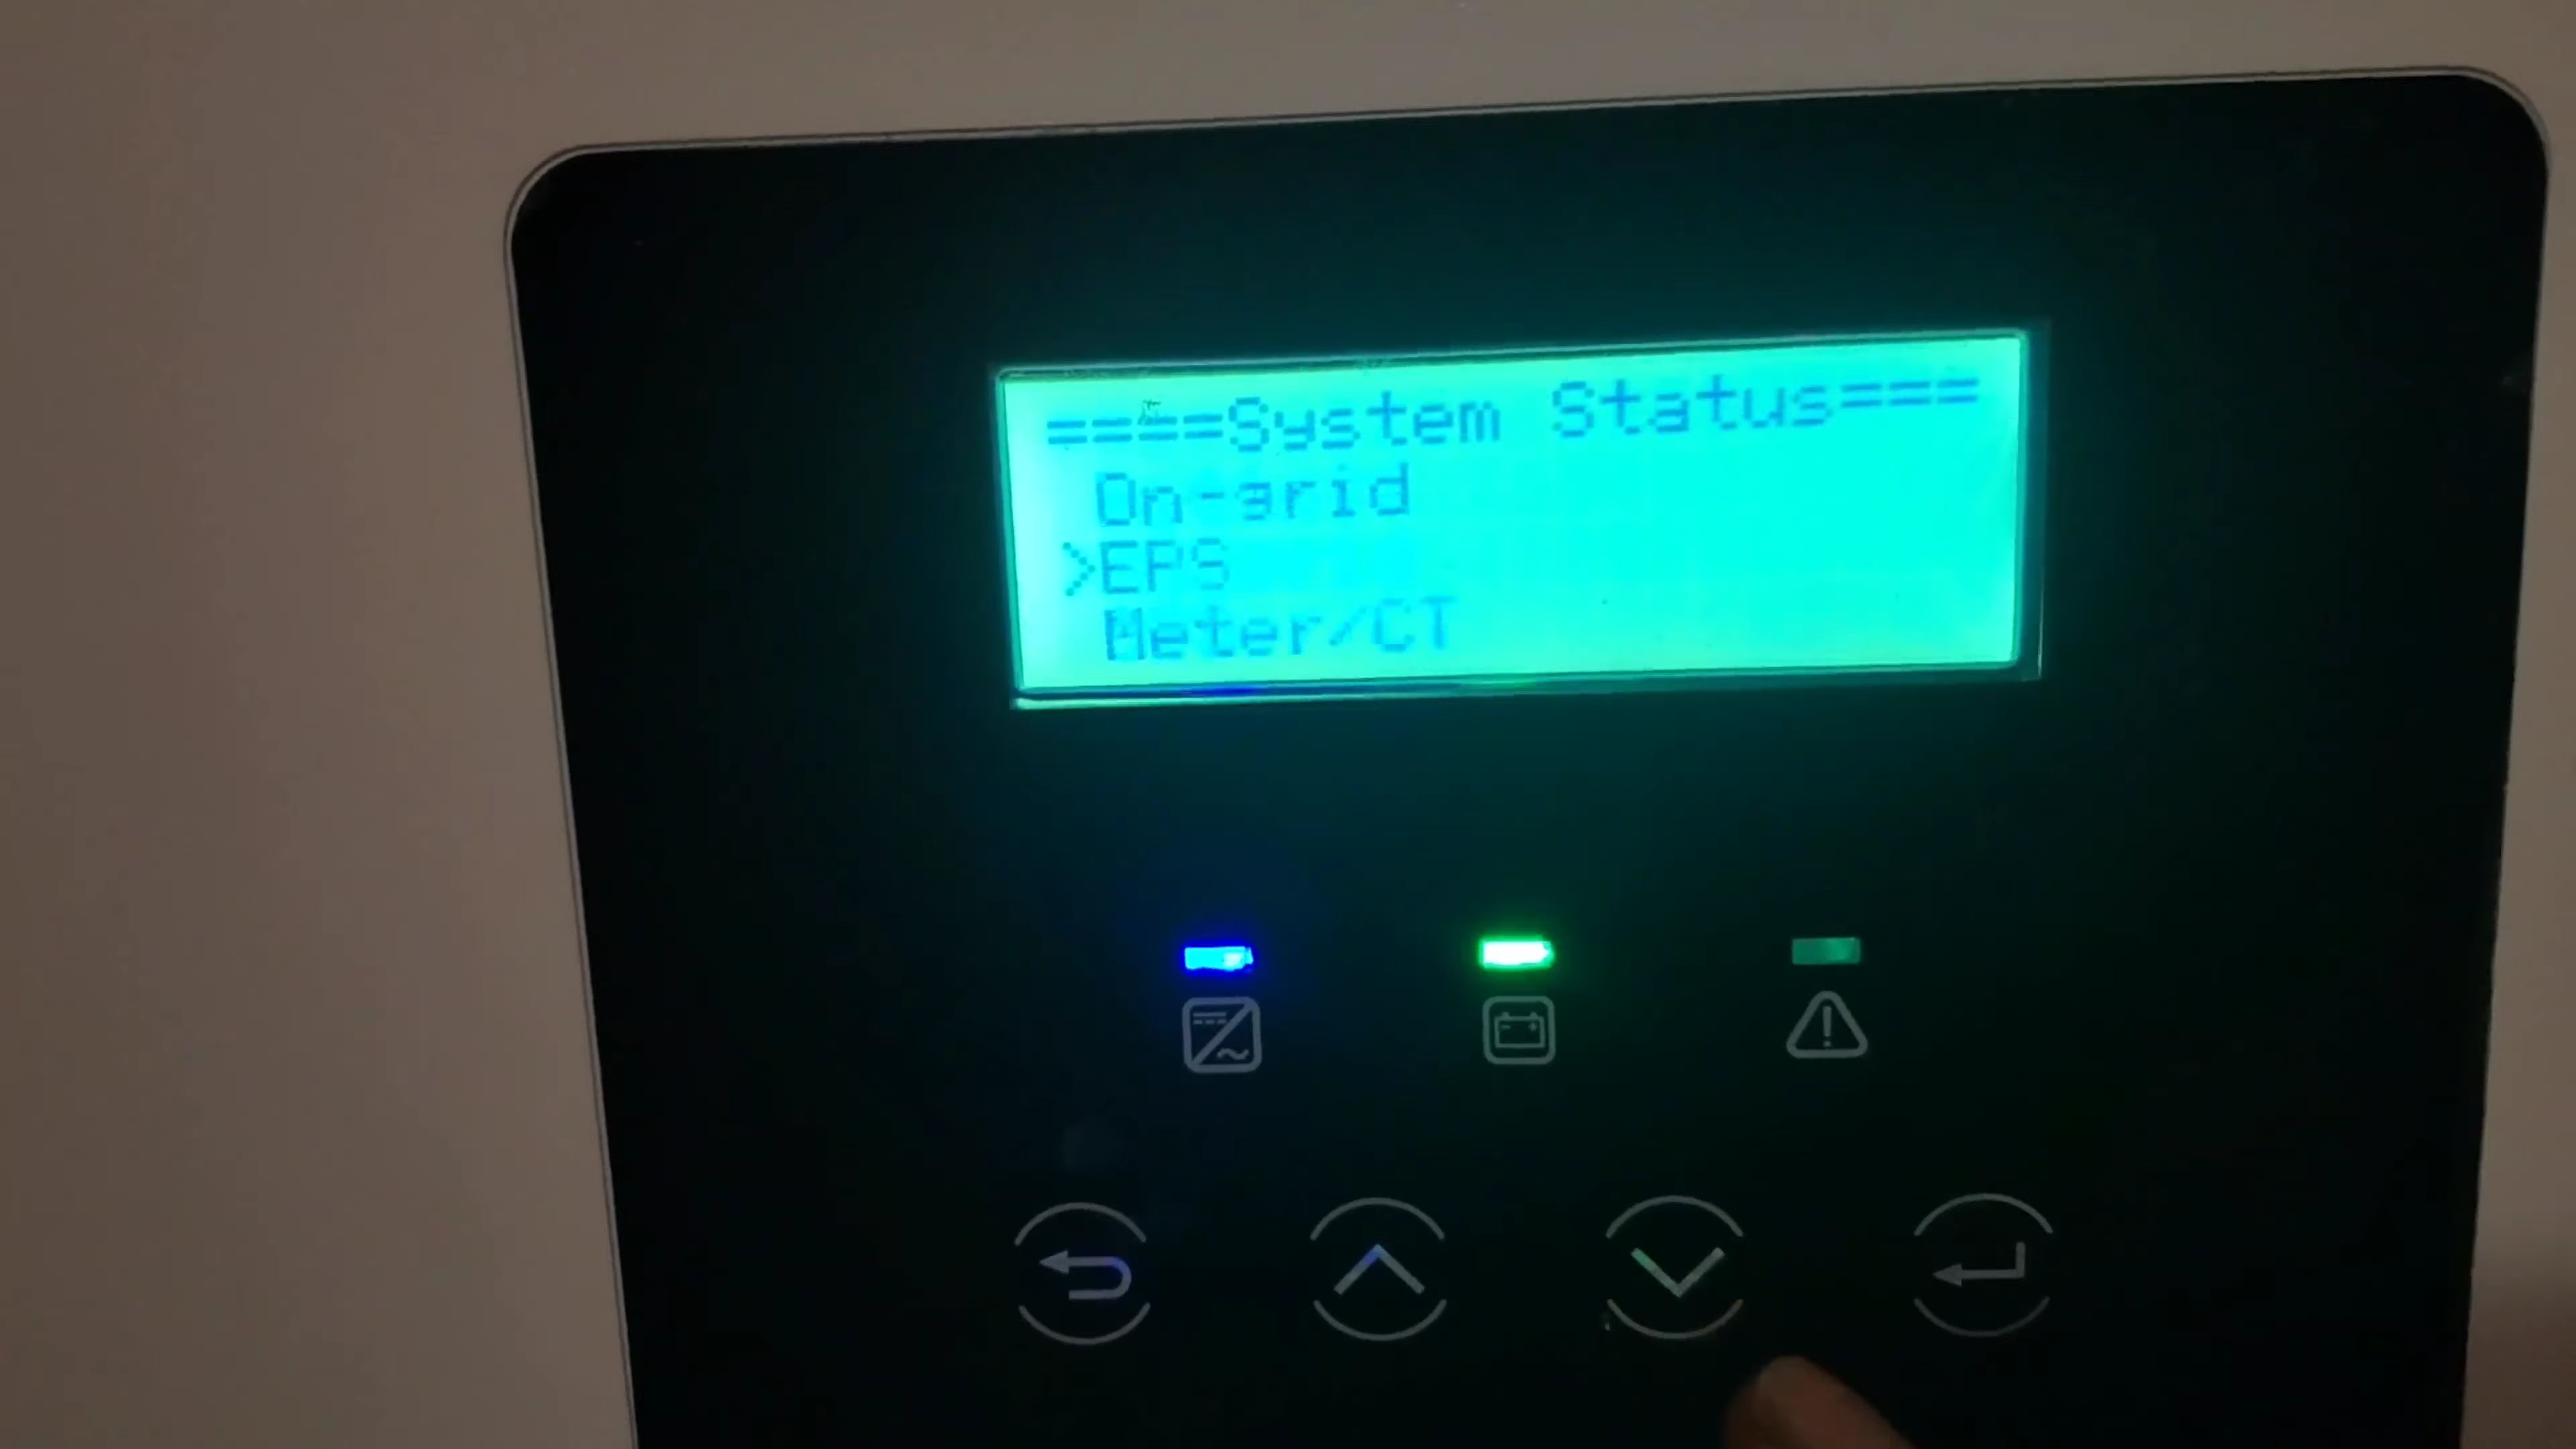 ====System Status===
On-grid
>EPS
Meter/CT